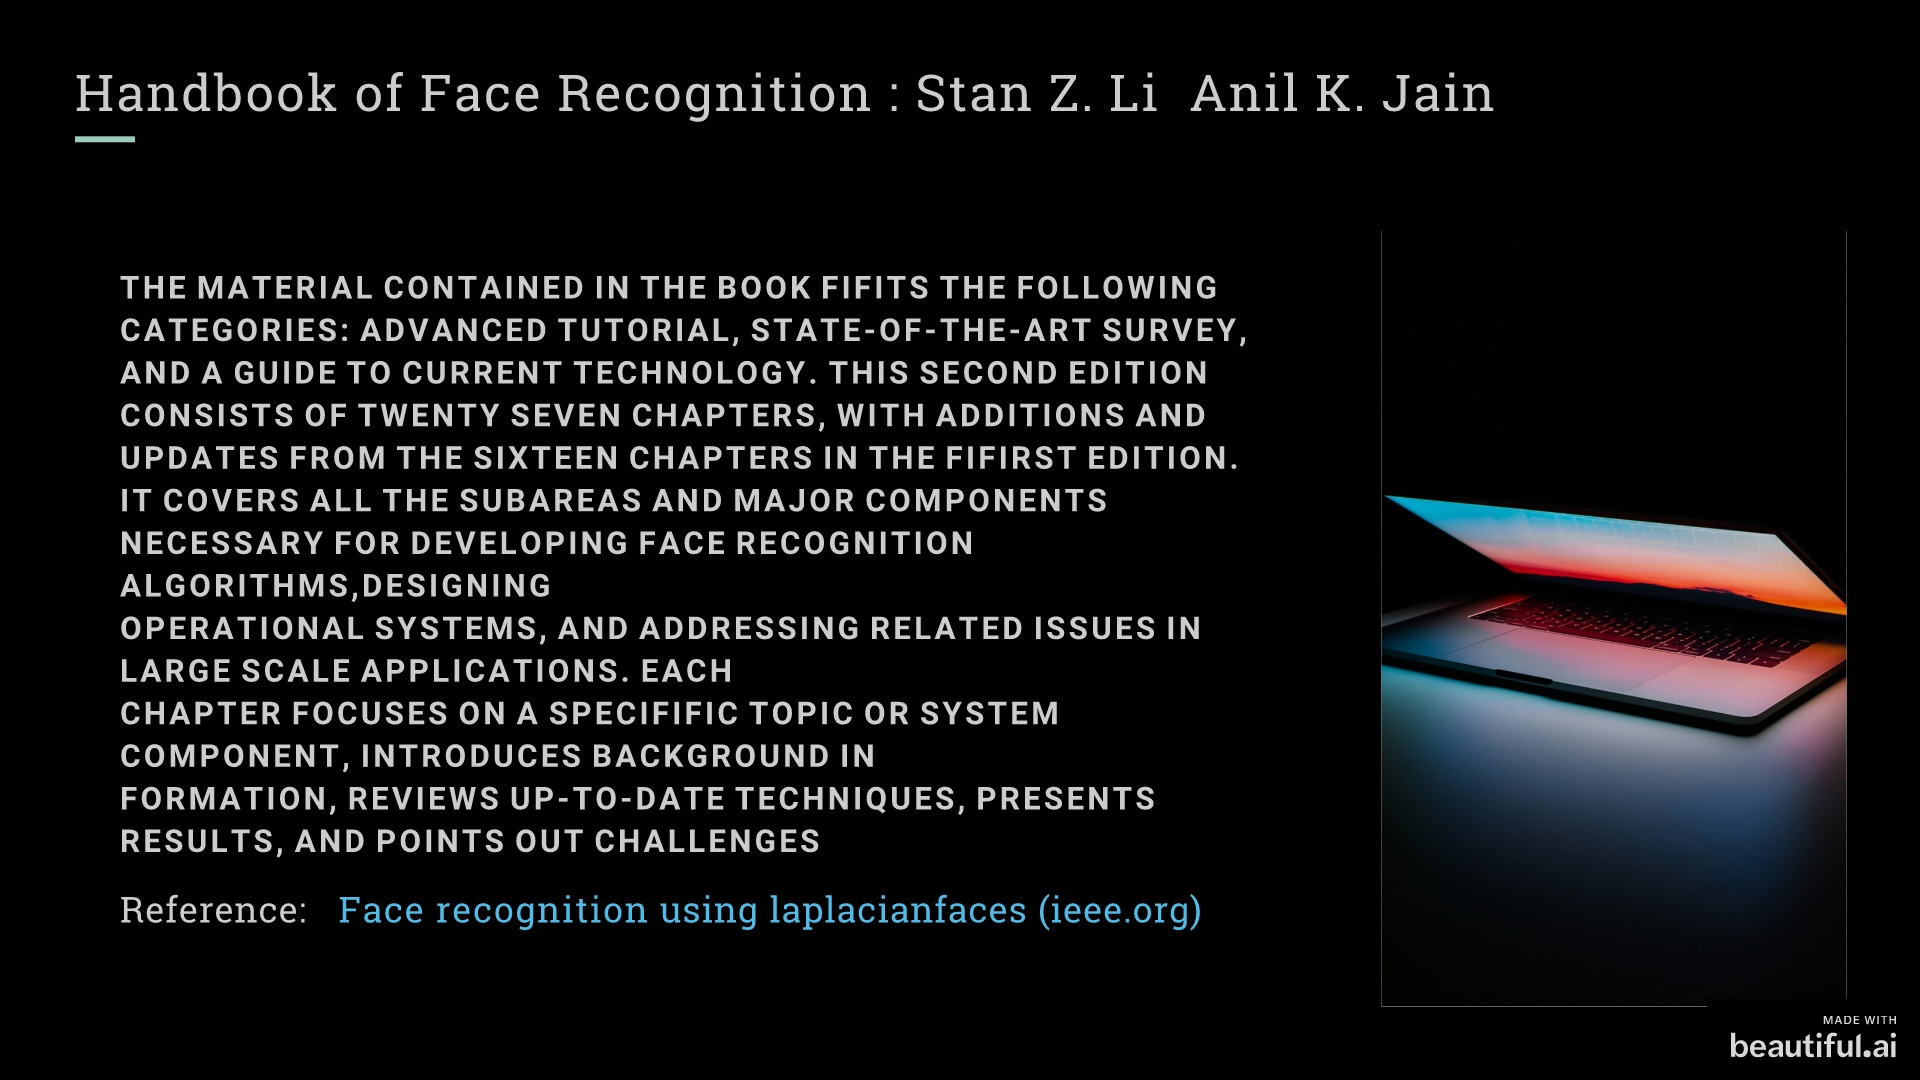 Handbook of Face Recognition : Stan Z. Li  Anil K. Jain
THE MATERIAL CONTAINED IN THE BOOK FIFITS THE FOLLOWING
CATEGORIES: ADVANCED TUTORIAL, STATE-OF-THE-ART SURVEY,
AND A GUIDE TO CURRENT TECHNOLOGY. THIS SECOND EDITION
CONSISTS OF TWENTY SEVEN CHAPTERS, WITH ADDITIONS AND
UPDATES FROM THE SIXTEEN CHAPTERS IN THE FIFIRST EDITION.
IT COVERS ALL THE SUBAREAS AND MAJOR COMPONENTS
NECESSARY FOR DEVELOPING FACE RECOGNITION
ALGORITHMS,DESIGNING
OPERATIONAL SYSTEMS, AND ADDRESSING RELATED ISSUES IN
LARGE SCALE APPLICATIONS. EACH
CHAPTER FOCUSES ON A SPECIFIFIC TOPIC OR SYSTEM
COMPONENT, INTRODUCES BACKGROUND IN
FORMATION, REVIEWS UP-TO-DATE TECHNIQUES, PRESENTS
RESULTS, AND POINTS OUT CHALLENGES
Reference:   Face recognition using laplacianfaces (ieee.org)
MADE WITH
beautiful.ai